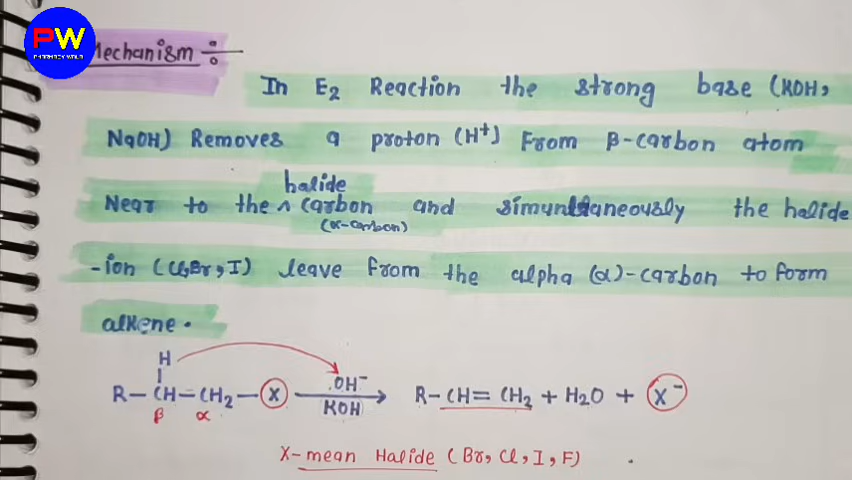 PW
PHARMACY WALA
Mechanism ÷
In E2 Reaction the strong base (KOH,
NaOH) Removes a proton (H+) From β-carbon atom
halide
Near to the ^ carbon and simultaneously the halide
(α-carbon)
-ion (Cl, Br, I) leave from the alpha (α)-carbon to form
alkene.
H
R-CH-CH2-X .OH- R-CH=CH2 + H2O + X-
β α KOH
X-mean Halide (Br, Cl, I, F)